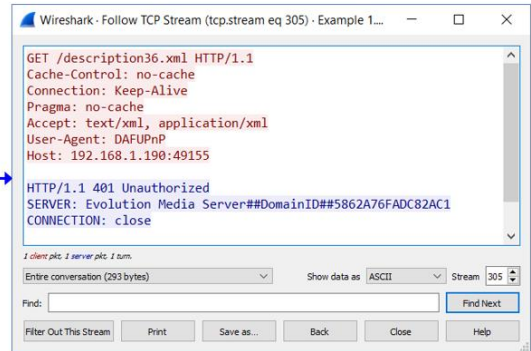 Wireshark · Follow TCP Stream (tcp.stream eq 305) · Example 1....
GET /description36.xml HTTP/1.1
Cache-Control: no-cache
Connection: Keep-Alive
Pragma: no-cache
Accept: text/xml, application/xml
User-Agent: DAFUPnP
Host: 192.168.1.190:49155
HTTP/1.1 401 Unauthorized
SERVER: Evolution Media Server##DomainID##5862A76FADC82AC1
CONNECTION: close
1 client pkt, 1 server pkt, 1 turn.
Entire conversation (293 bytes) Show data as ASCII Stream 305
Find: Find Next
Filter Out This Stream Print Save as... Back Close Help